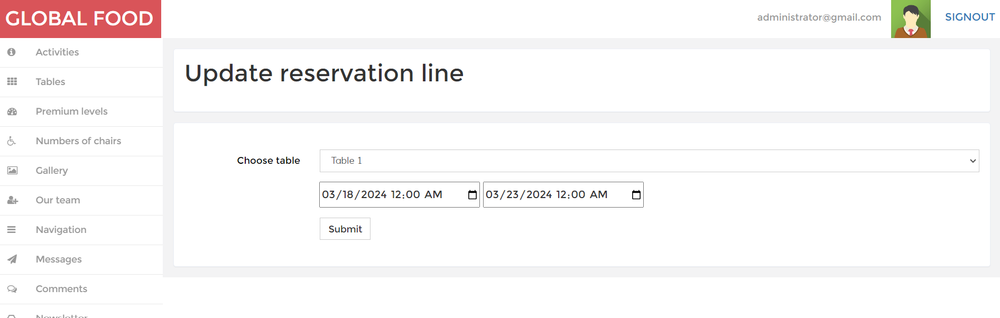 GLOBAL FOOD
administrator@gmail.com
SIGNOUT
Activities
Tables
Premium levels
Numbers of chairs
Gallery
Our team
Navigation
Messages
Comments
Newsletter
Update reservation line
Choose table
Table 1
03/18/2024 12:00 AM
03/23/2024 12:00 AM
Submit